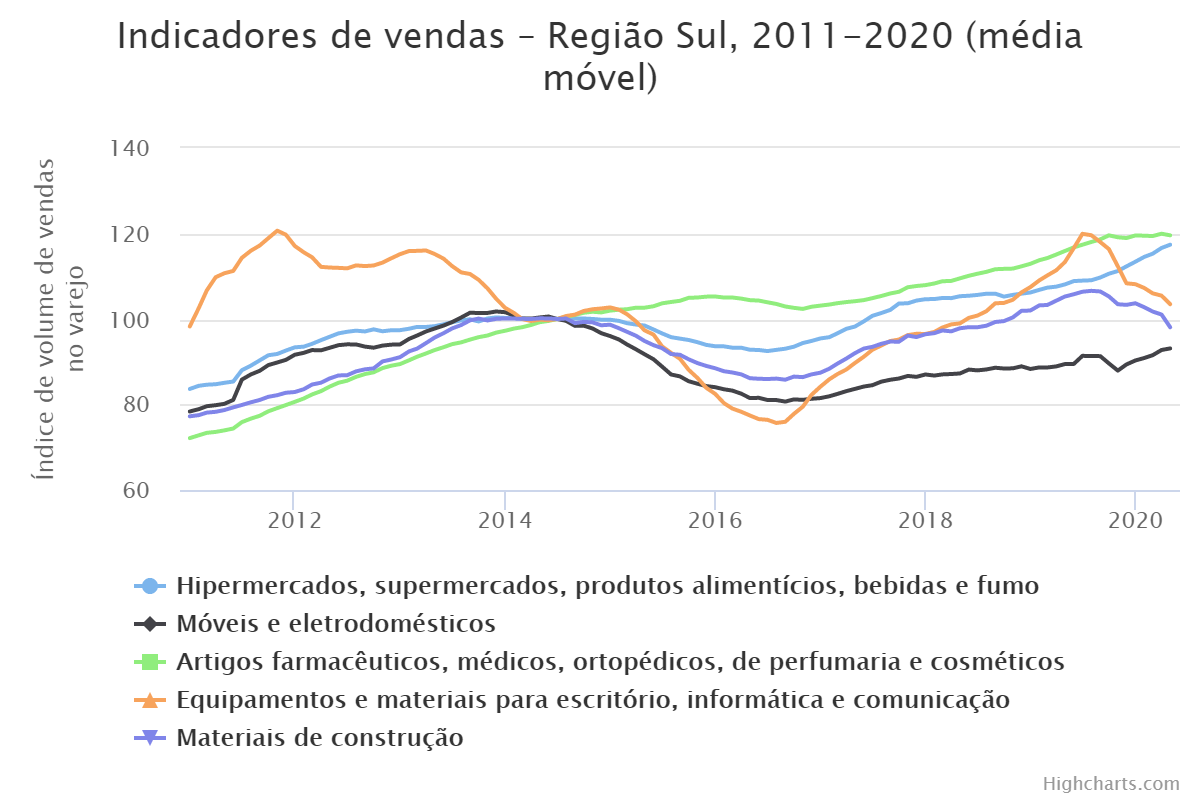 Indicadores de vendas – Região Sul, 2011–2020 (média
móvel)
Índice de volume de vendas
no varejo
140
120
100
80
60
2012
2014
2016
2018
2020
Hipermercados, supermercados, produtos alimentícios, bebidas e fumo
Móveis e eletrodomésticos
Artigos farmacêuticos, médicos, ortopédicos, de perfumaria e cosméticos
Equipamentos e materiais para escritório, informática e comunicação
Materiais de construção
Highcharts.com